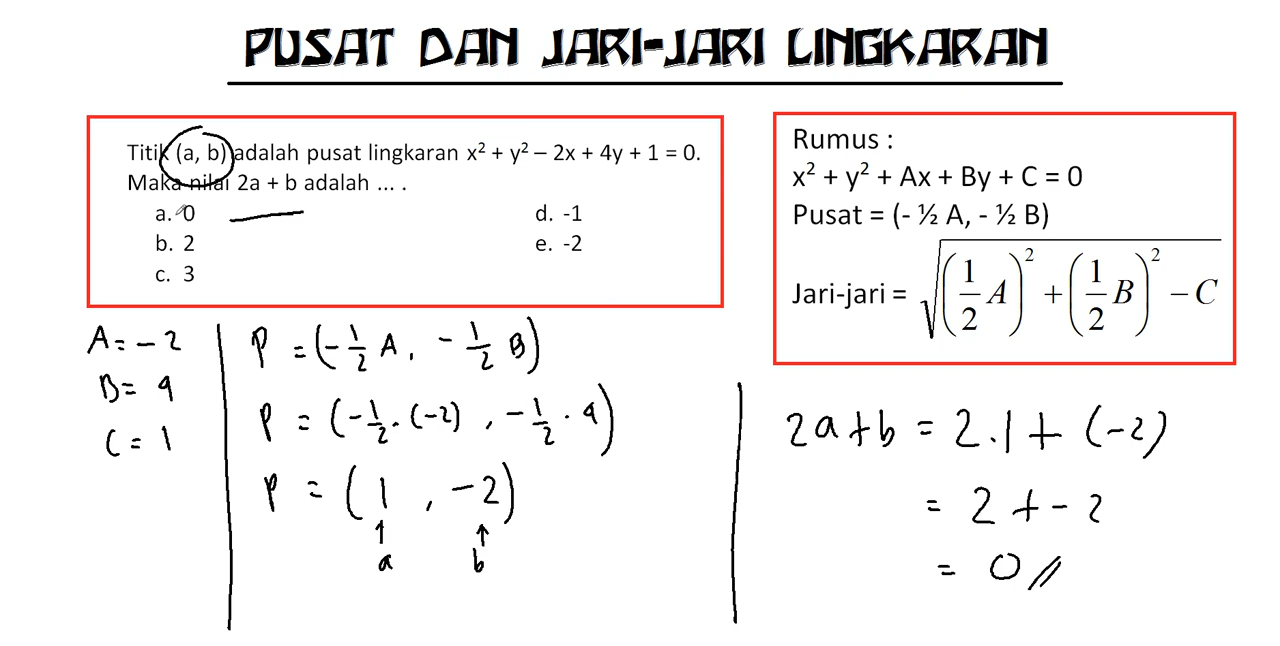 PUSAT DAN JARI-JARI LINGKARAN
Titik (a, b) adalah pusat lingkaran x² + y² – 2x + 4y + 1 = 0.
Maka nilai 2a + b adalah ... .
a. 0
b. 2
c. 3
d. -1
e. -2
Rumus :
x² + y² + Ax + By + C = 0
Pusat = (- ½ A, - ½ B)
Jari-jari = √((1/2 A)² + (1/2 B)² − C)
A = -2
B = 4
C = 1
P = (-1/2 A, -1/2 B)
P = (-1/2 . (-2) , -1/2 . 4)
P = (1 , -2)
a b
2a + b = 2.1 + (-2)
= 2 + - 2
= 0 //